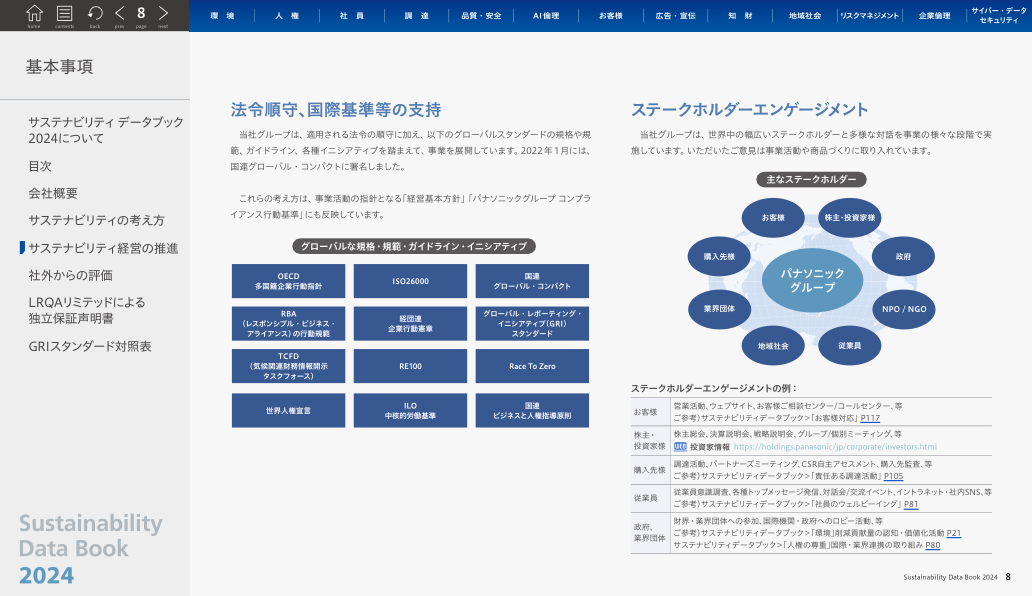 home contents back prev 8 page next
環 境
人 権
社 員
調 達
品質・安全
AI倫理
お客様
広告・宣伝
知 財
地域社会
リスクマネジメント
企業倫理
サイバー・データ
セキュリティ
基本事項
サステナビリティ データブック
2024について
目次
会社概要
サステナビリティの考え方
サステナビリティ経営の推進
社外からの評価
LRQAリミテッドによる
独立保証声明書
GRIスタンダード対照表
Sustainability
Data Book
2024
法令順守、国際基準等の支持
当社グループは、適用される法令の順守に加え、以下のグローバルスタンダードの規格や規
範、ガイドライン、各種イニシアティブを踏まえて、事業を展開しています。2022年1月には、
国連グローバル・コンパクトに署名しました。
これらの考え方は、事業活動の指針となる「経営基本方針」「パナソニックグループ コンプラ
イアンス行動基準」にも反映しています。
グローバルな規格・規範・ガイドライン・イニシアティブ
OECD
多国籍企業行動指針
ISO26000
国連
グローバル・コンパクト
RBA
（レスポンシブル・ビジネス・
アライアンス）の行動規範
経団連
企業行動憲章
グローバル・レポーティング・
イニシアティブ（GRI）
スタンダード
TCFD
（気候関連財務情報開示
タスクフォース）
RE100
Race To Zero
世界人権宣言
ILO
中核的労働基準
国連
ビジネスと人権指導原則
ステークホルダーエンゲージメント
当社グループは、世界中の幅広いステークホルダーと多様な対話を事業の様々な段階で実
施しています。いただいたご意見は事業活動や商品づくりに取り入れています。
主なステークホルダー
お客様
株主・投資家様
購入先様
政府
パナソニック
グループ
業界団体
NPO / NGO
地域社会
従業員
ステークホルダーエンゲージメントの例：
お客様
営業活動、ウェブサイト、お客様ご相談センター/コールセンター、等
ご参考）サステナビリティデータブック>「お客様対応」 P117
株主・
投資家様
株主総会、決算説明会、戦略説明会、グループ/個別ミーティング、等
WEB 投資家情報 https://holdings.panasonic/jp/corporate/investors.html
購入先様
調達活動、パートナーズミーティング、CSR自主アセスメント、購入先監査、等
ご参考）サステナビリティデータブック>「責任ある調達活動」 P105
従業員
従業員意識調査、各種トップメッセージ発信、対話会/交流イベント、イントラネット・社内SNS、等
ご参考）サステナビリティデータブック>「社員のウェルビーイング」 P81
政府、
業界団体
財界・業界団体への参加、国際機関・政府へのロビー活動、等
ご参考）サステナビリティデータブック>「環境」削減貢献量の認知・価値化活動 P21
サステナビリティデータブック>「人権の尊重」国際・業界連携の取り組み P80
Sustainability Data Book 2024 8